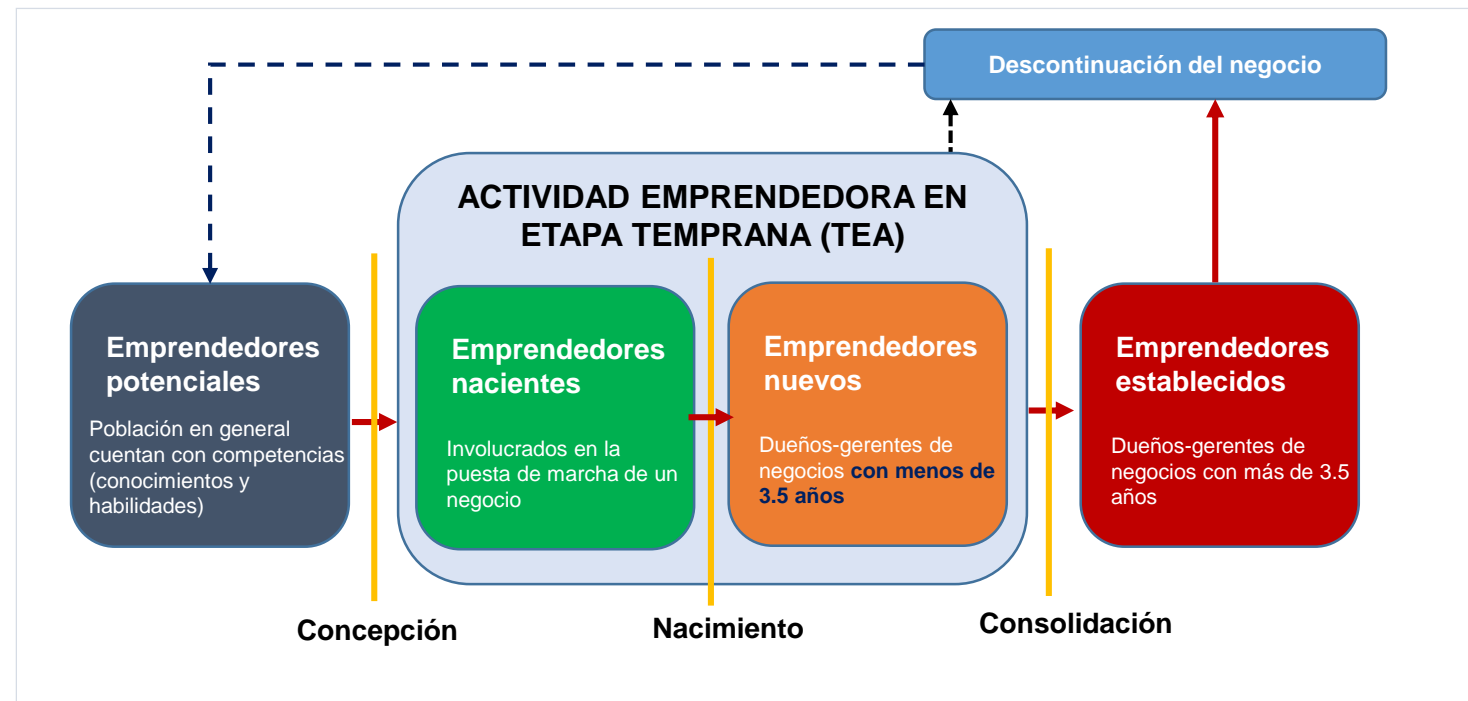 Descontinuación del negocio
ACTIVIDAD EMPRENDEDORA EN
ETAPA TEMPRANA (TEA)
Emprendedores
potenciales
Población en general
cuentan con competencias
(conocimientos y
habilidades)
Emprendedores
nacientes
Involucrados en la
puesta de marcha de un
negocio
Emprendedores
nuevos
Dueños-gerentes de
negocios con menos de
3.5 años
Emprendedores
establecidos
Dueños-gerentes de
negocios con más de 3.5
años
Concepción
Nacimiento
Consolidación